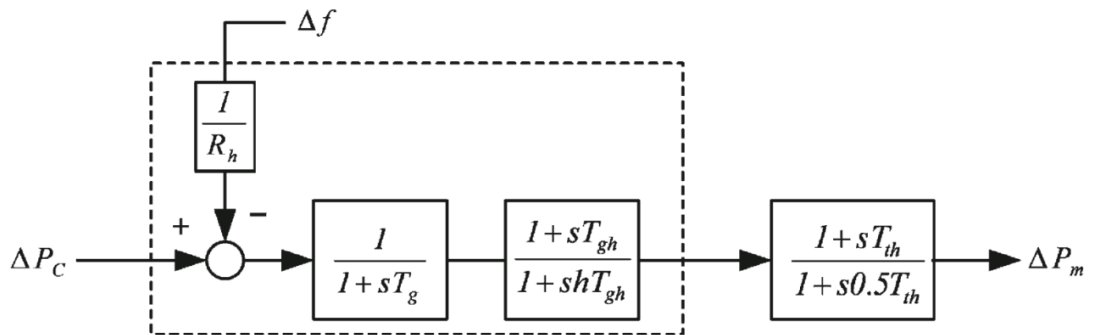 Δf
1
R_h
−
+
ΔP_C
1
1+sT_g
1+sT_gh
1+shT_gh
1+sT_th
1+s0.5T_th
ΔP_m